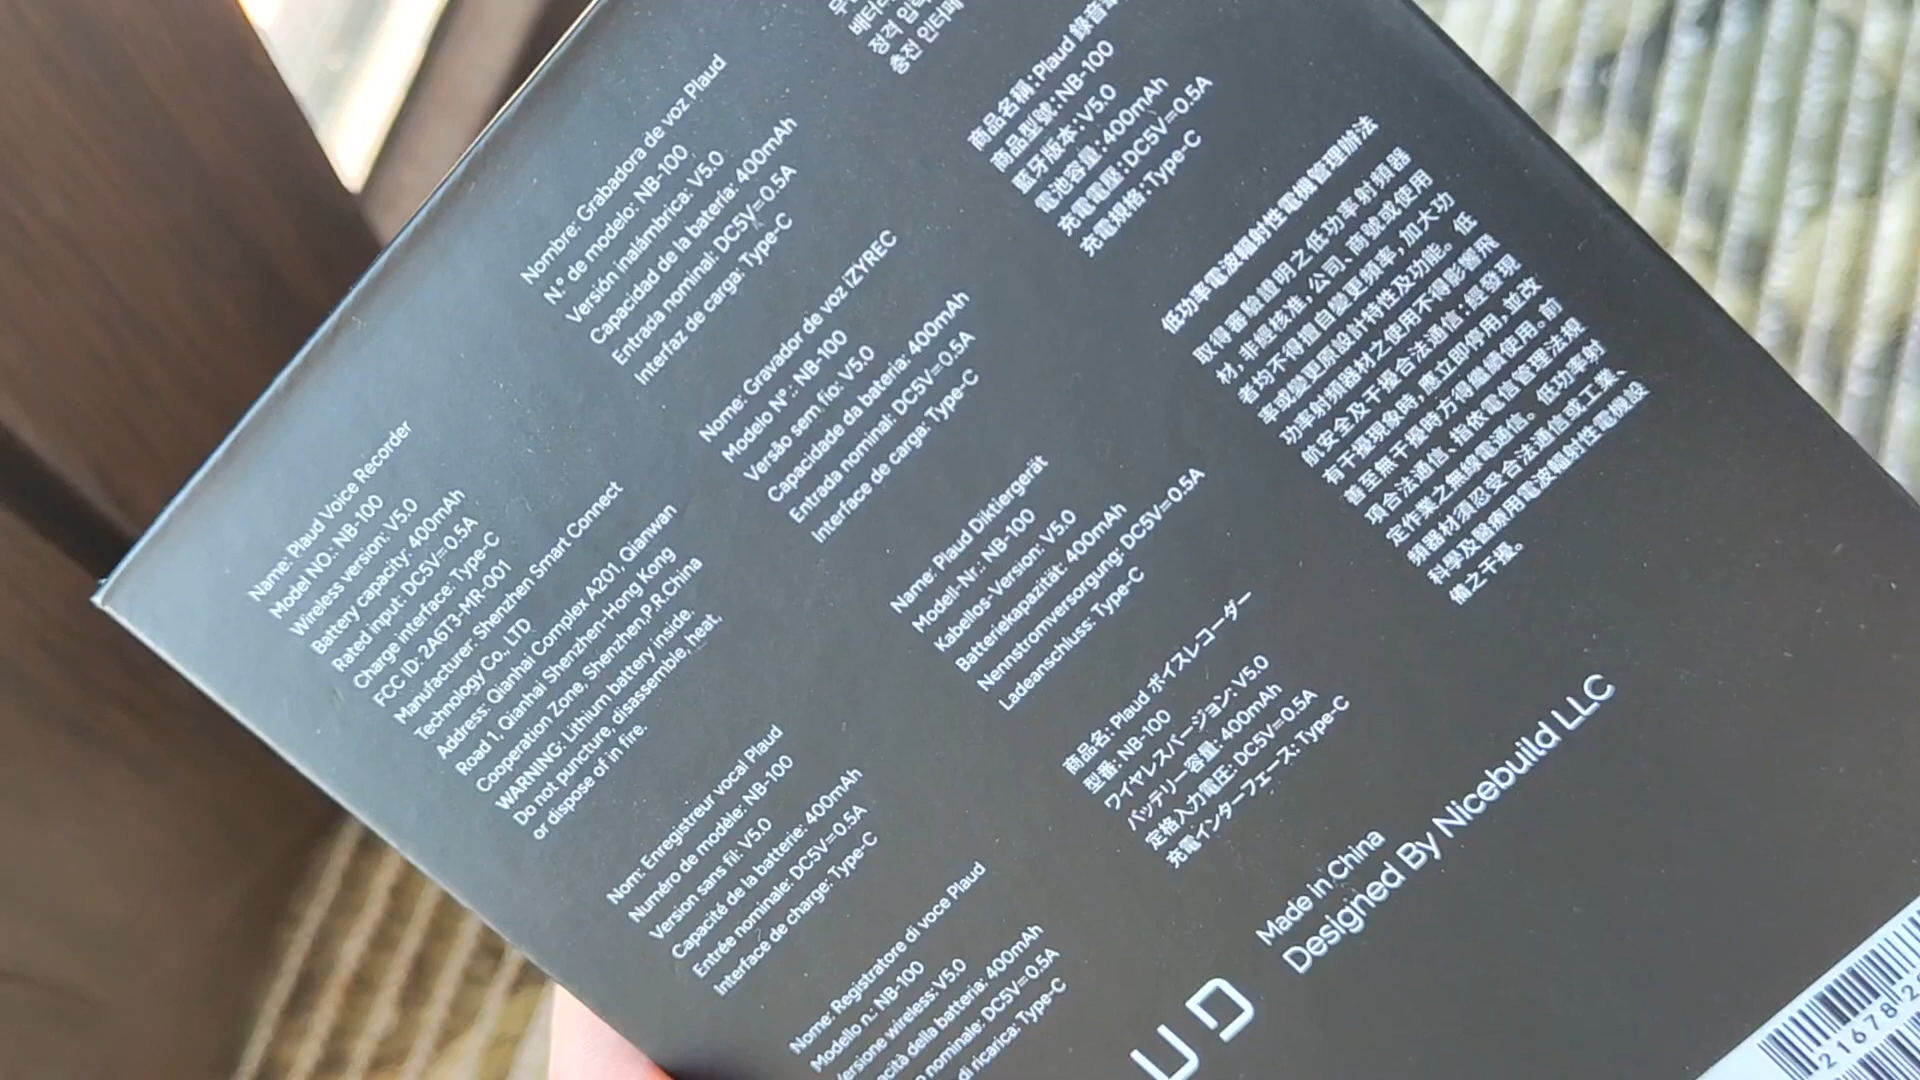 Name: Plaud Voice Recorder
Model NO.: NB-100
Wireless version: V5.0
Battery capacity: 400mAh
Rated input: DC5V=0.5A
Charge interface: Type-C
FCC ID: 2A6T3-MR-001
Manufacturer: Shenzhen Smart Connect
Technology Co., LTD
Address: Qianhai Complex A201, Qianwan
Road 1, Qianhai Shenzhen-Hong Kong
Cooperation Zone, Shenzhen,P.R.China
WARNING: Lithium battery inside.
Do not puncture, disassemble, heat,
or dispose of in fire.
Nom: Enregistreur vocal Plaud
Numéro de modèle: NB-100
Version sans fil: V5.0
Capacité de la batterie: 400mAh
Entrée nominale: DC5V=0.5A
Interface de charge: Type-C
Nome: Registratore di voce Plaud
Modello n.: NB-100
Versione wireless: V5.0
della batteria: 400mAh
nominale: DC5V=0.5A
di ricarica: Type-C
Nombre: Grabadora de voz Plaud
N.º de modelo: NB-100
Versión inalámbrica: V5.0
Capacidad de la batería: 400mAh
Entrada nominal: DC5V=0.5A
Interfaz de carga: Type-C
Nome: Gravador de voz iZYREC
Modelo Nº.: NB-100
Versão sem fio: V5.0
Capacidade da bateria: 400mAh
Entrada nominal: DC5V=0.5A
Interface de carga: Type-C
Name: Plaud Diktiergerät
Modell-Nr.: NB-100
Kabellos-Version: V5.0
Batteriekapazität: 400mAh
Nennstromversorgung: DC5V=0.5A
Ladeanschluss: Type-C
商品名: Plaud ボイスレコーダー
型番: NB-100
ワイヤレスバージョン: V5.0
バッテリー容量: 400mAh
定格入力電圧: DC5V=0.5A
充電インターフェース: Type-C
정격 입력
충전 인터페
商品名稱:Plaud 錄音
商品型號:NB-100
藍牙版本:V5.0
電池容量:400mAh
充電電壓:DC5V=0.5A
充電規格:Type-C
低功率電波輻射性電機管理辦法
取得審驗證明之低功率射頻器
材,非經核准,公司、商號或使用
者均不得擅自變更頻率,加大功
率或變更原設計特性及功能。低
功率射頻器材之使用不得影響飛
航安全及干擾合法通信;經發現
有干擾現象時,應立即停用,並改
善至無干擾時方得繼續使用。前
項合法通信、指依電信管理法規
定作業之無線電通信。低功率射
頻器材須忍受合法通信或工業、
科學及醫療用電波輻射性電機設
備之干擾。
Made in China
Designed By Nicebuild LLC
UD
21678